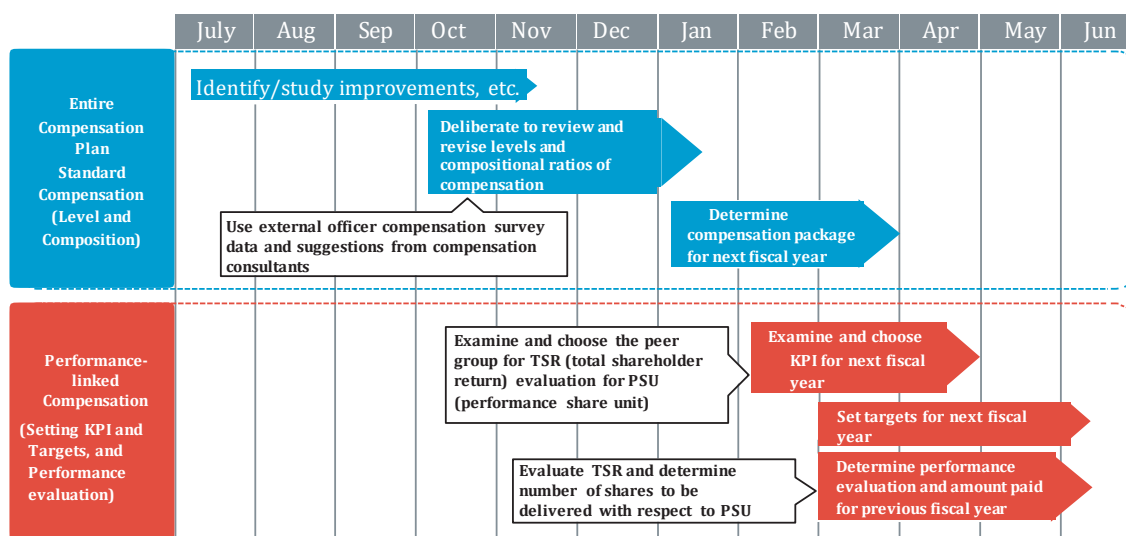 July Aug Sep Oct Nov Dec Jan Feb Mar Apr May Jun
Entire
Compensation
Plan
Standard
Compensation
(Level and
Composition)
Identify/study improvements, etc.
Deliberate to review and
revise levels and
compositional ratios of
compensation
Use external officer compensation survey
data and suggestions from compensation
consultants
Determine
compensation package
for next fiscal year
Performance-
linked
Compensation
(Setting KPI and
Targets, and
Performance
evaluation)
Examine and choose the peer
group for TSR (total shareholder
return) evaluation for PSU
(performance share unit)
Examine and choose
KPI for next fiscal
year
Set targets for next fiscal
year
Evaluate TSR and determine
number of shares to be
delivered with respect to PSU
Determine performance
evaluation and amount paid
for previous fiscal year